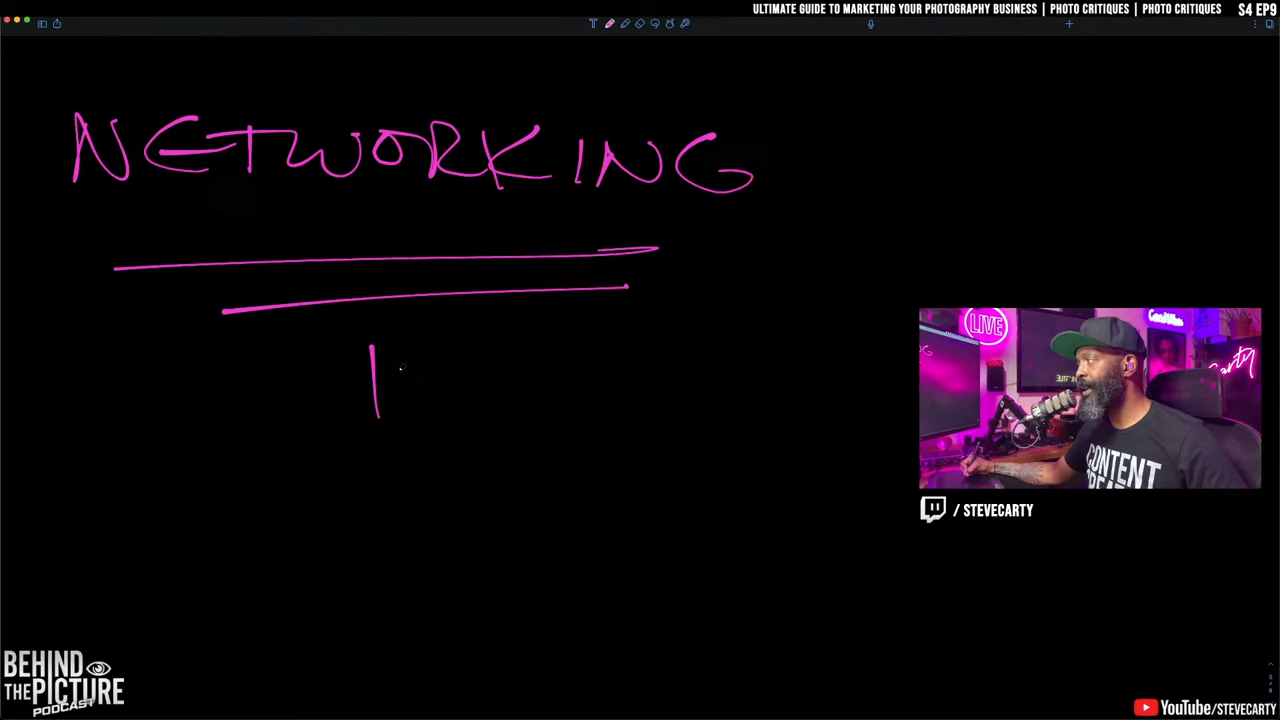 ULTIMATE GUIDE TO MARKETING YOUR PHOTOGRAPHY BUSINESS | PHOTO CRITIQUES | PHOTO CRITIQUES | S4 EP9
NETWORKING
LIVE
Carty
CONTENT
/ STEVECARTY
BEHIND
THE PICTURE
PODCAST
YouTube/STEVECARTY